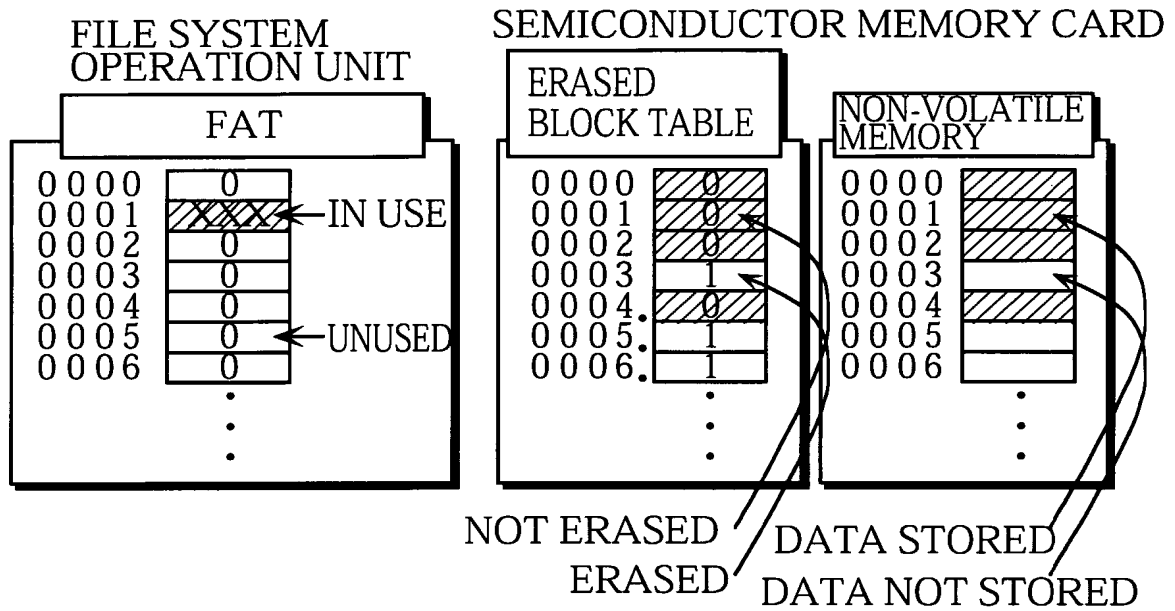 FILE SYSTEM
OPERATION UNIT
FAT
0000 0
0001 XXX IN USE
0002 0
0003 0
0004 0
0005 0 UNUSED
0006 0
SEMICONDUCTOR MEMORY CARD
ERASED
BLOCK TABLE
0000 0
0001 0
0002 0
0003 1
0004 0
0005 1
0006 1
NOT ERASED
ERASED
NON-VOLATILE
MEMORY
0000
0001
0002
0003
0004
0005
0006
DATA STORED
DATA NOT STORED